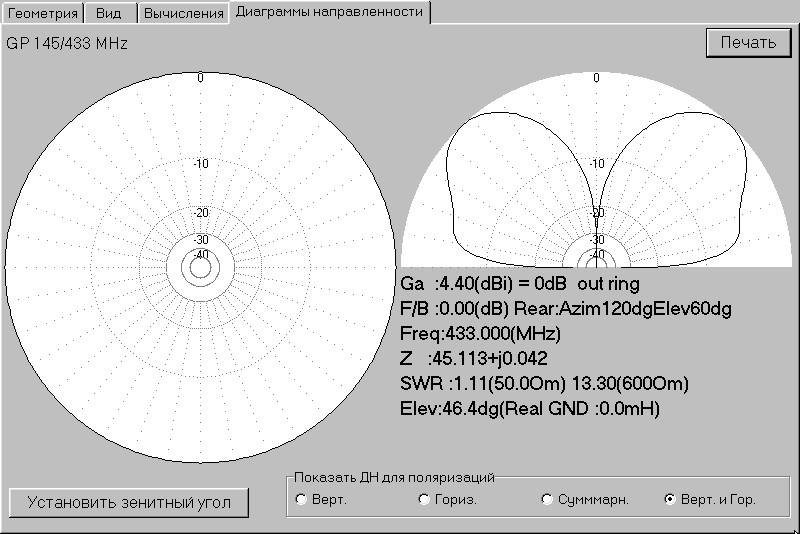 Геометрия Вид Вычисления Диаграммы направленности
GP 145/433 MHz
Печать
0
-10
-20
-30
-40
0
-10
-20
-30
-40
Ga :4.40(dBi) = 0dB out ring
F/B :0.00(dB) Rear:Azim120dgElev60dg
Freq:433.000(MHz)
Z :45.113+j0.042
SWR :1.11(50.0Om) 13.30(600Om)
Elev:46.4dg(Real GND :0.0mH)
Показать ДН для поляризаций
Верт. Гориз. Сумммарн. Верт. и Гор.
Установить зенитный угол